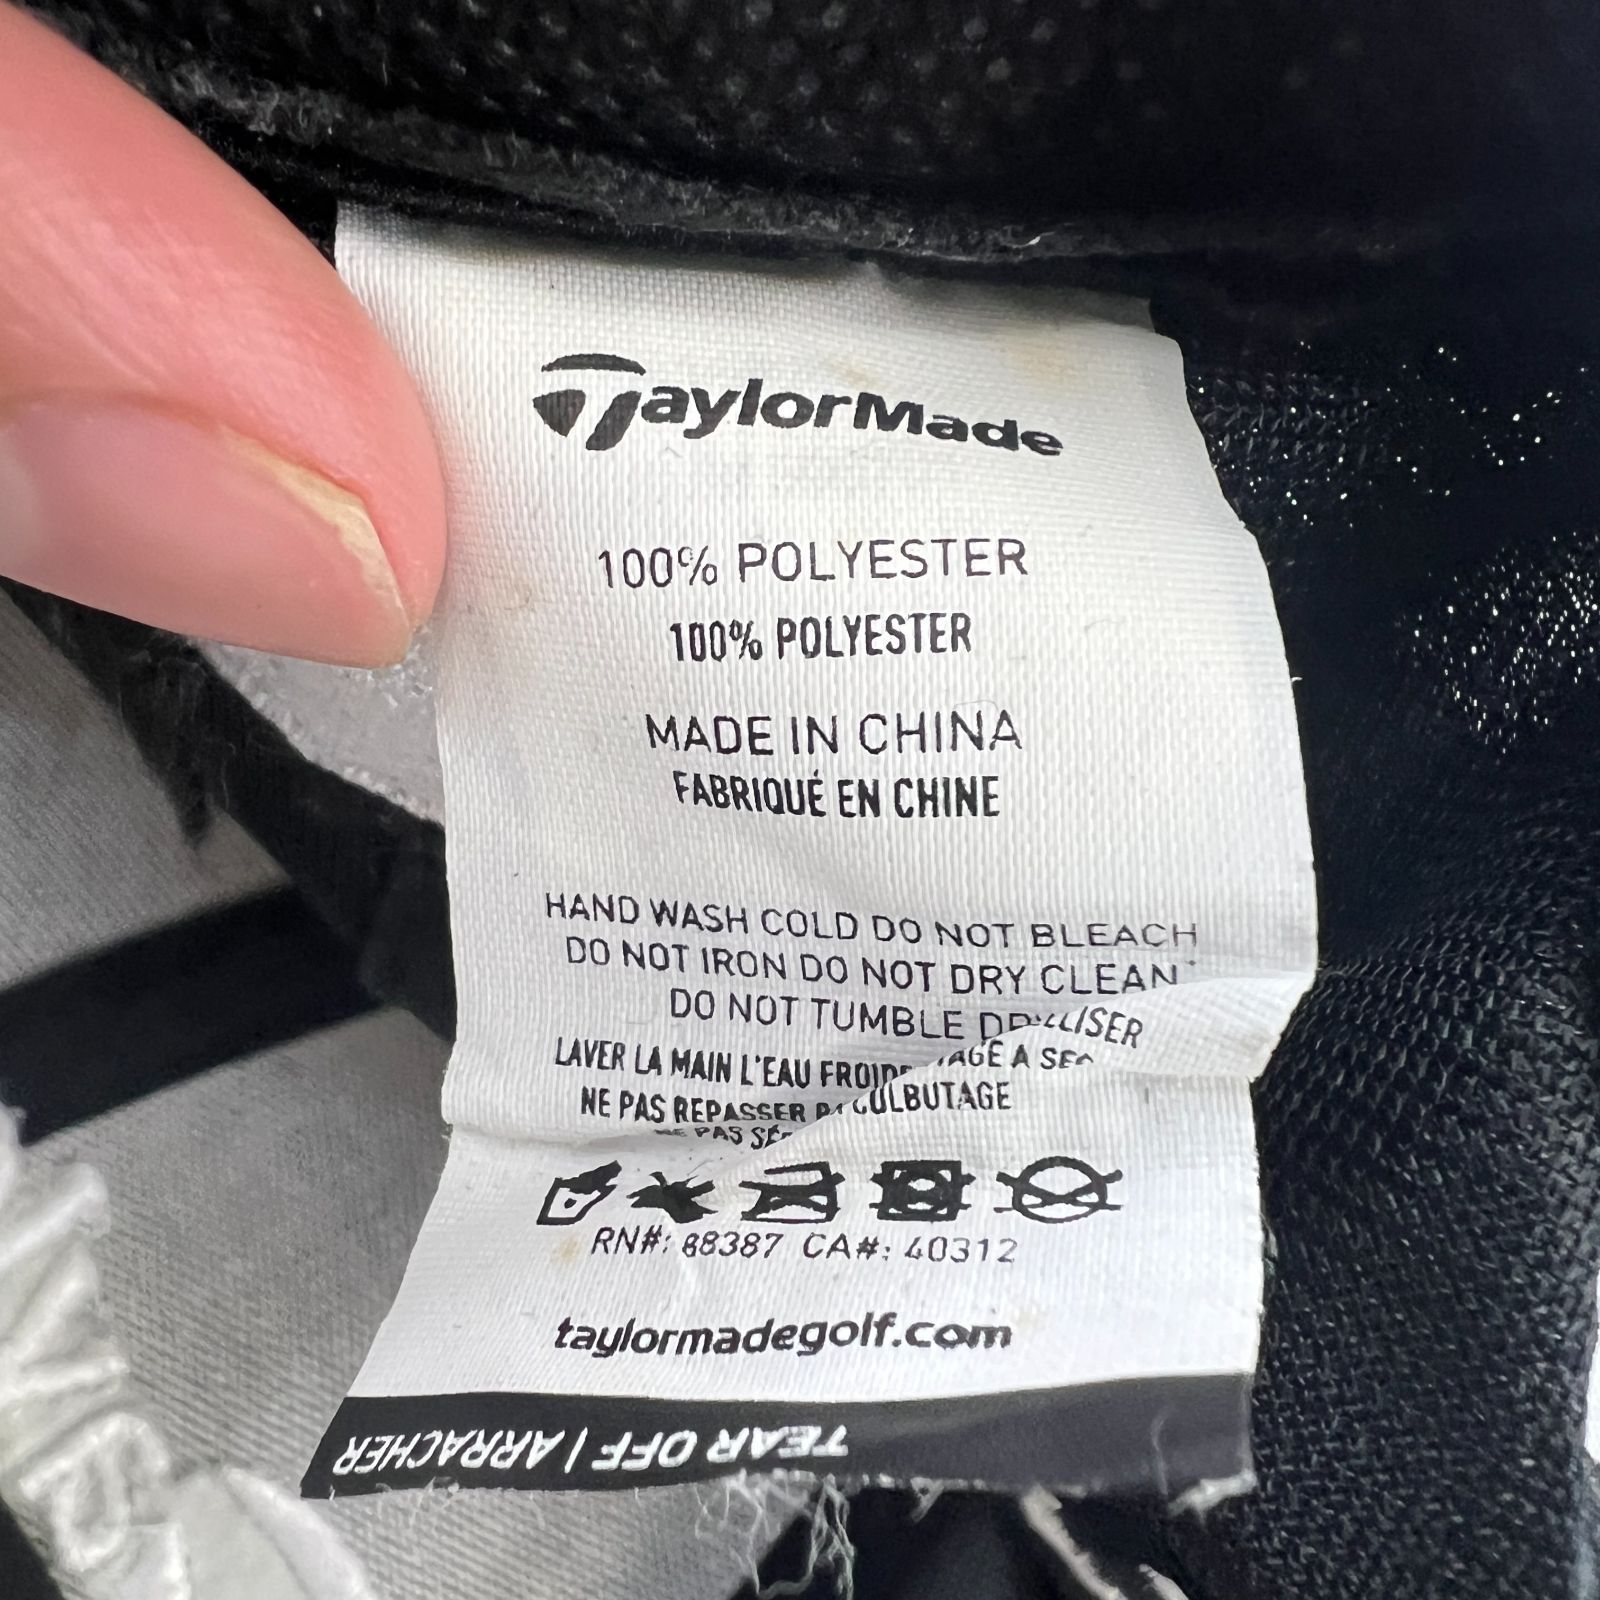 TaylorMade
100% POLYESTER
100% POLYESTER
MADE IN CHINA
FABRIQUÉ EN CHINE
HAND WASH COLD DO NOT BLEACH
DO NOT IRON DO NOT DRY CLEAN
DO NOT TUMBLE
LAVER LA MAIN L'EAU
NE PAS REPASSER
PAS
RN#: 88387 CA#: 40312
taylormadegolf.com
TEAR OFF | ARRACHER